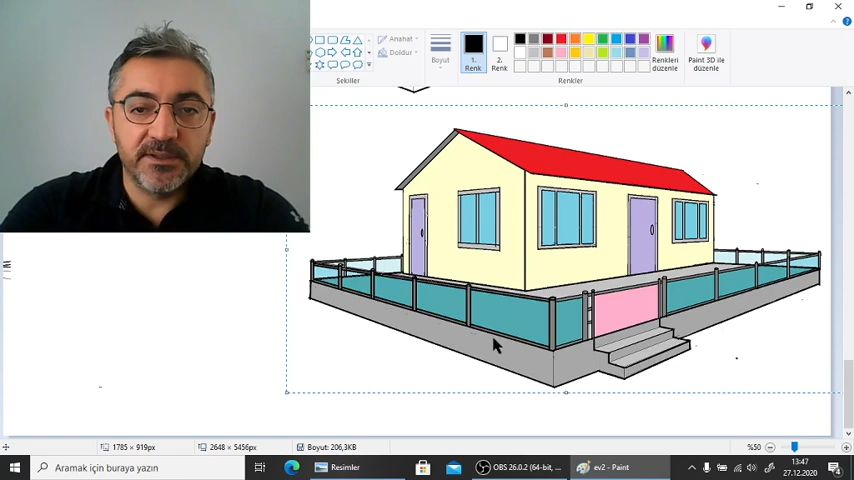 Anahat
Doldur
Boyut
1.
Renk
2.
Renk
Renkleri
düzenle
Paint 3D ile
düzenle
Şekiller
Renkler
1785 × 919px
2648 × 5456px
Boyut: 206,3KB
%50
Aramak için buraya yazın
Resimler
OBS 26.0.2 (64-bit, ...
ev2 - Paint
13:47
27.12.2020
4